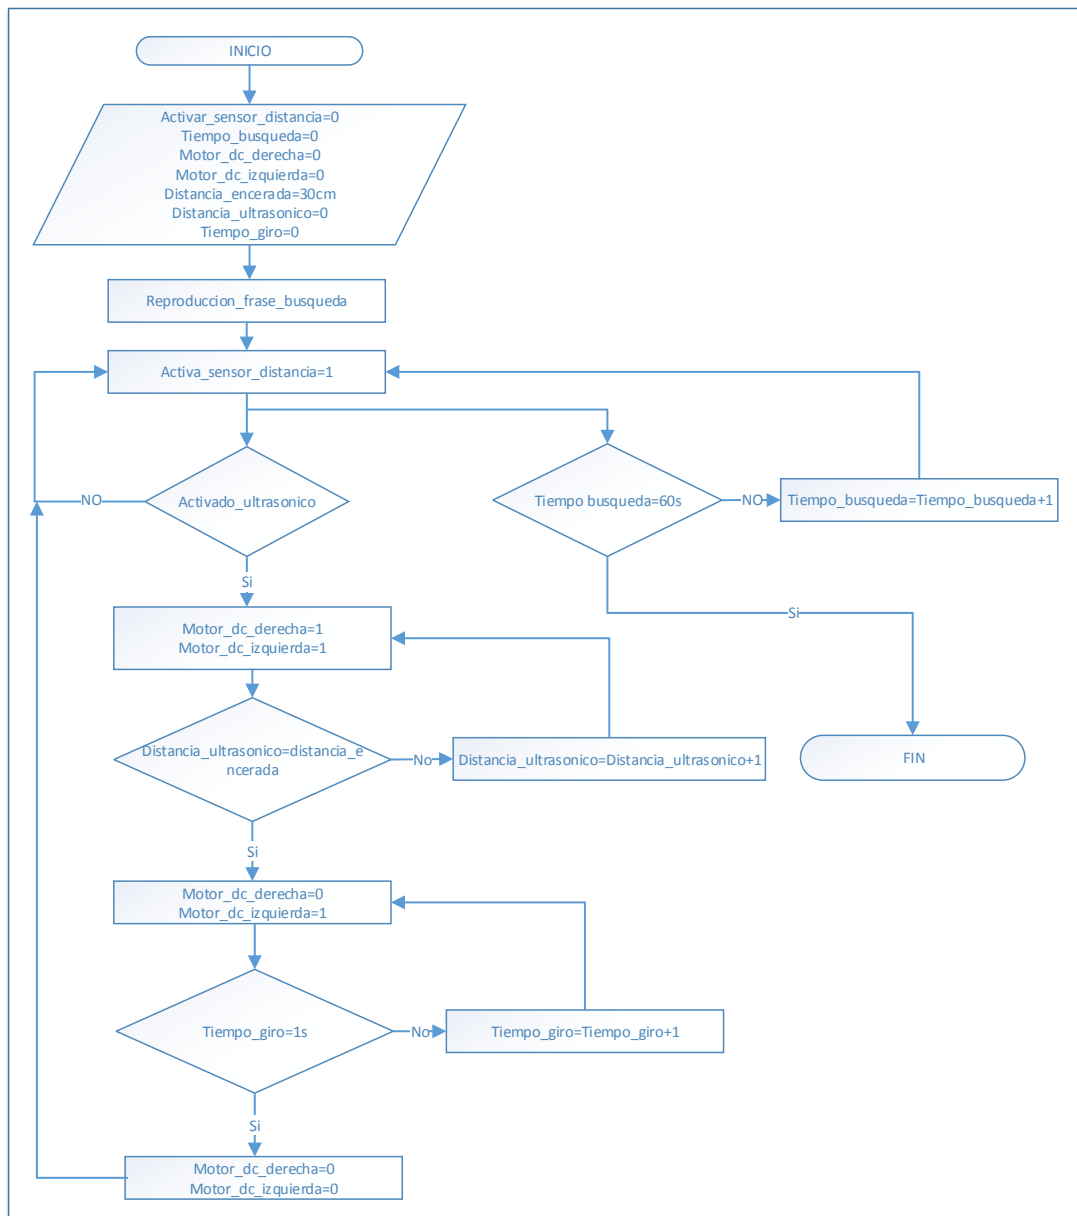 INICIO
Activar_sensor_distancia=0
Tiempo_busqueda=0
Motor_dc_derecha=0
Motor_dc_izquierda=0
Distancia_encerada=30cm
Distancia_ultrasonico=0
Tiempo_giro=0
Reproduccion_frase_busqueda
Activa_sensor_distancia=1
Activado_ultrasonico
NO
Si
Tiempo busqueda=60s
NO
Tiempo_busqueda=Tiempo_busqueda+1
Si
FIN
Motor_dc_derecha=1
Motor_dc_izquierda=1
Distancia_ultrasonico=distancia_e
ncerada
No
Distancia_ultrasonico=Distancia_ultrasonico+1
Si
Motor_dc_derecha=0
Motor_dc_izquierda=1
Tiempo_giro=1s
No
Tiempo_giro=Tiempo_giro+1
Si
Motor_dc_derecha=0
Motor_dc_izquierda=0